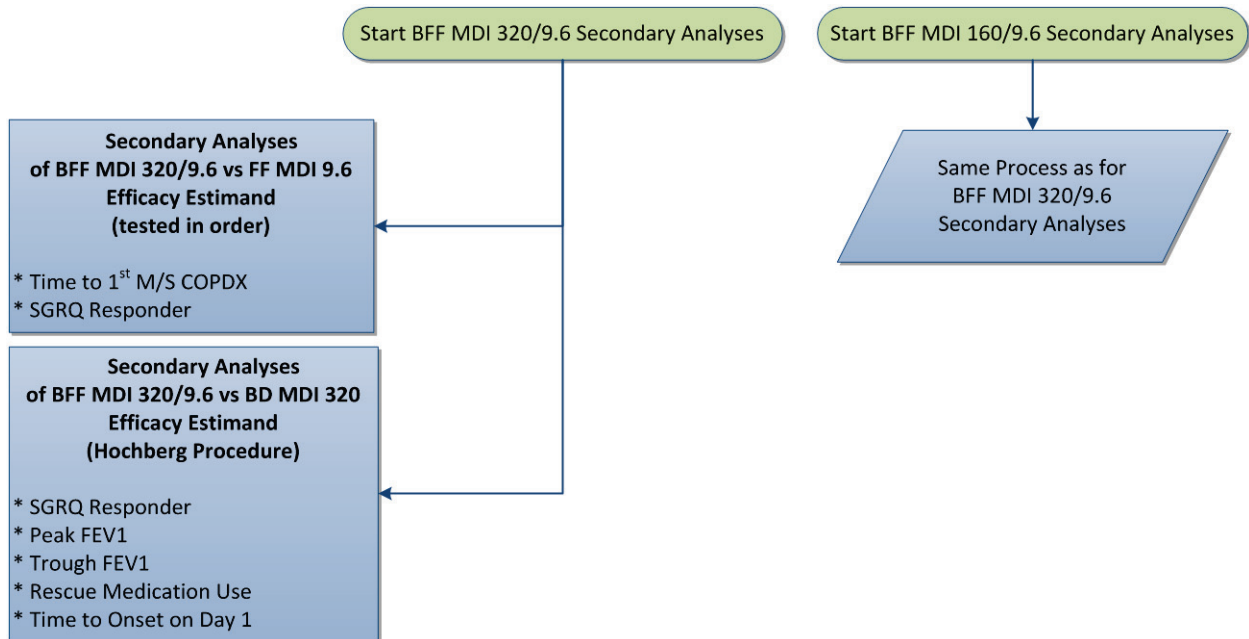 Start BFF MDI 320/9.6 Secondary Analyses
Start BFF MDI 160/9.6 Secondary Analyses
Secondary Analyses
of BFF MDI 320/9.6 vs FF MDI 9.6
Efficacy Estimand
(tested in order)
* Time to 1st M/S COPDX
* SGRQ Responder
Same Process as for
BFF MDI 320/9.6
Secondary Analyses
Secondary Analyses
of BFF MDI 320/9.6 vs BD MDI 320
Efficacy Estimand
(Hochberg Procedure)
* SGRQ Responder
* Peak FEV1
* Trough FEV1
* Rescue Medication Use
* Time to Onset on Day 1